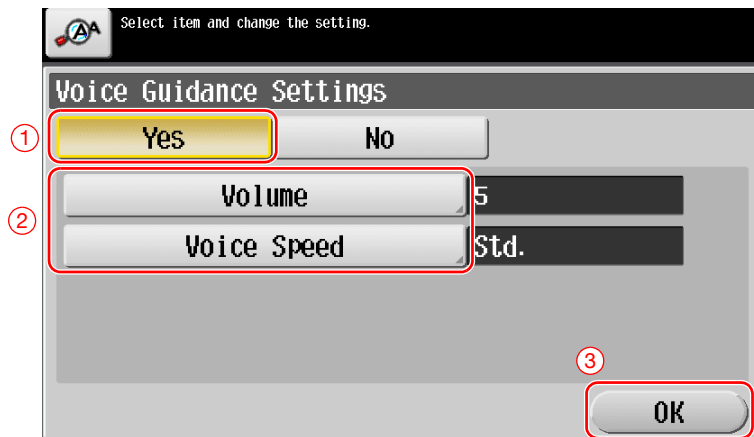 Select item and change the setting.
Voice Guidance Settings
1 Yes No
2
Volume 5
Voice Speed Std.
3
OK